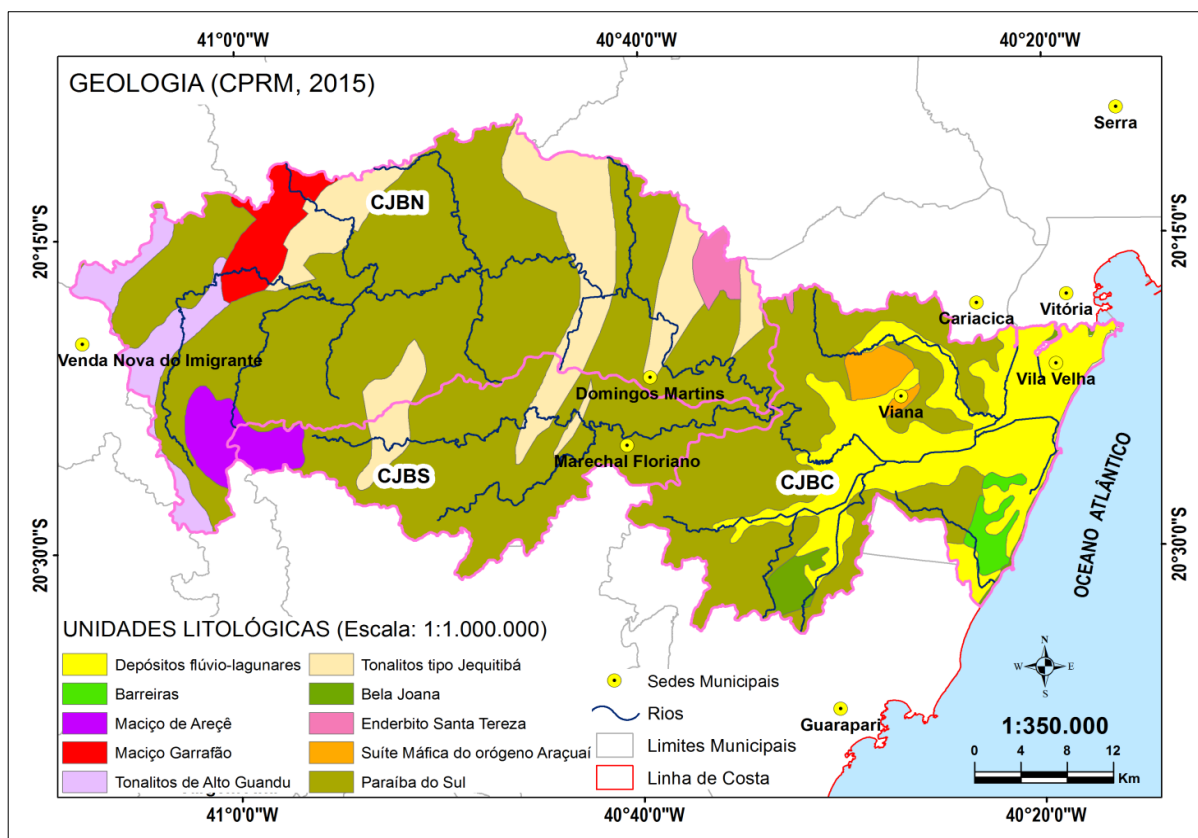 41°0'0"W
40°40'0"W
40°20'0"W
GEOLOGIA (CPRM, 2015)
Serra
CJBN
20°15'0"S
20°15'0"S
Cariacica
Vitória
Venda Nova do Imigrante
Vila Velha
Domingos Martins
Viana
Marechal Floriano
CJBS
CJBC
OCEANO ATLÂNTICO
20°30'0"S
20°30'0"S
UNIDADES LITOLÓGICAS (Escala: 1:1.000.000)
Depósitos flúvio-lagunares
Tonalitos tipo Jequitibá
Barreiras
Bela Joana
Maciço de Areçê
Enderbito Santa Tereza
Maciço Garrafão
Suíte Máfica do orógeno Araçuaí
Tonalitos de Alto Guandu
Paraíba do Sul
Sedes Municipais
Rios
Limites Municipais
Linha de Costa
Guarapari
N
W
E
S
1:350.000
0 4 8 12
Km
41°0'0"W
40°40'0"W
40°20'0"W